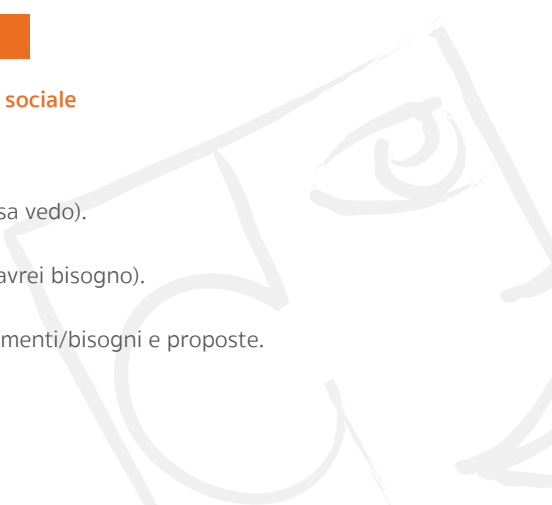 sociale
sa vedo).
avrei bisogno).
menti/bisogni e proposte.